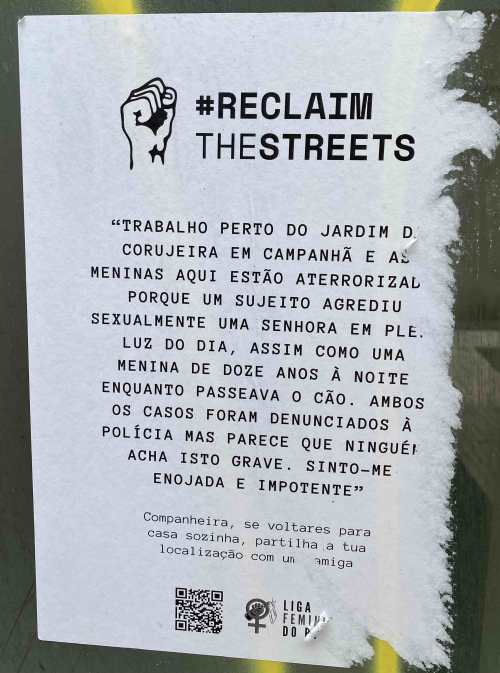 #RECLAIM
THESTREETS
“TRABALHO PERTO DO JARDIM D
CORUJEIRA EM CAMPANHÃ E AS
MENINAS AQUI ESTÃO ATERRORIZAD
PORQUE UM SUJEITO AGREDIU
SEXUALMENTE UMA SENHORA EM PLE
LUZ DO DIA, ASSIM COMO UMA
MENINA DE DOZE ANOS À NOITE
ENQUANTO PASSEAVA O CÃO. AMBOS
OS CASOS FORAM DENUNCIADOS À
POLÍCIA MAS PARECE QUE NINGUÉM
ACHA ISTO GRAVE. SINTO-ME
ENOJADA E IMPOTENTE”
Companheira, se voltares para
casa sozinha, partilha a tua
localização com um amiga
LIGA
FEMINI
DO P